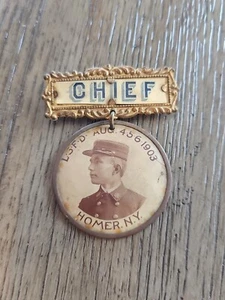 CHIEF
L.S.F.D. AUG. 4 5 6 1903
HOMER. N.Y.